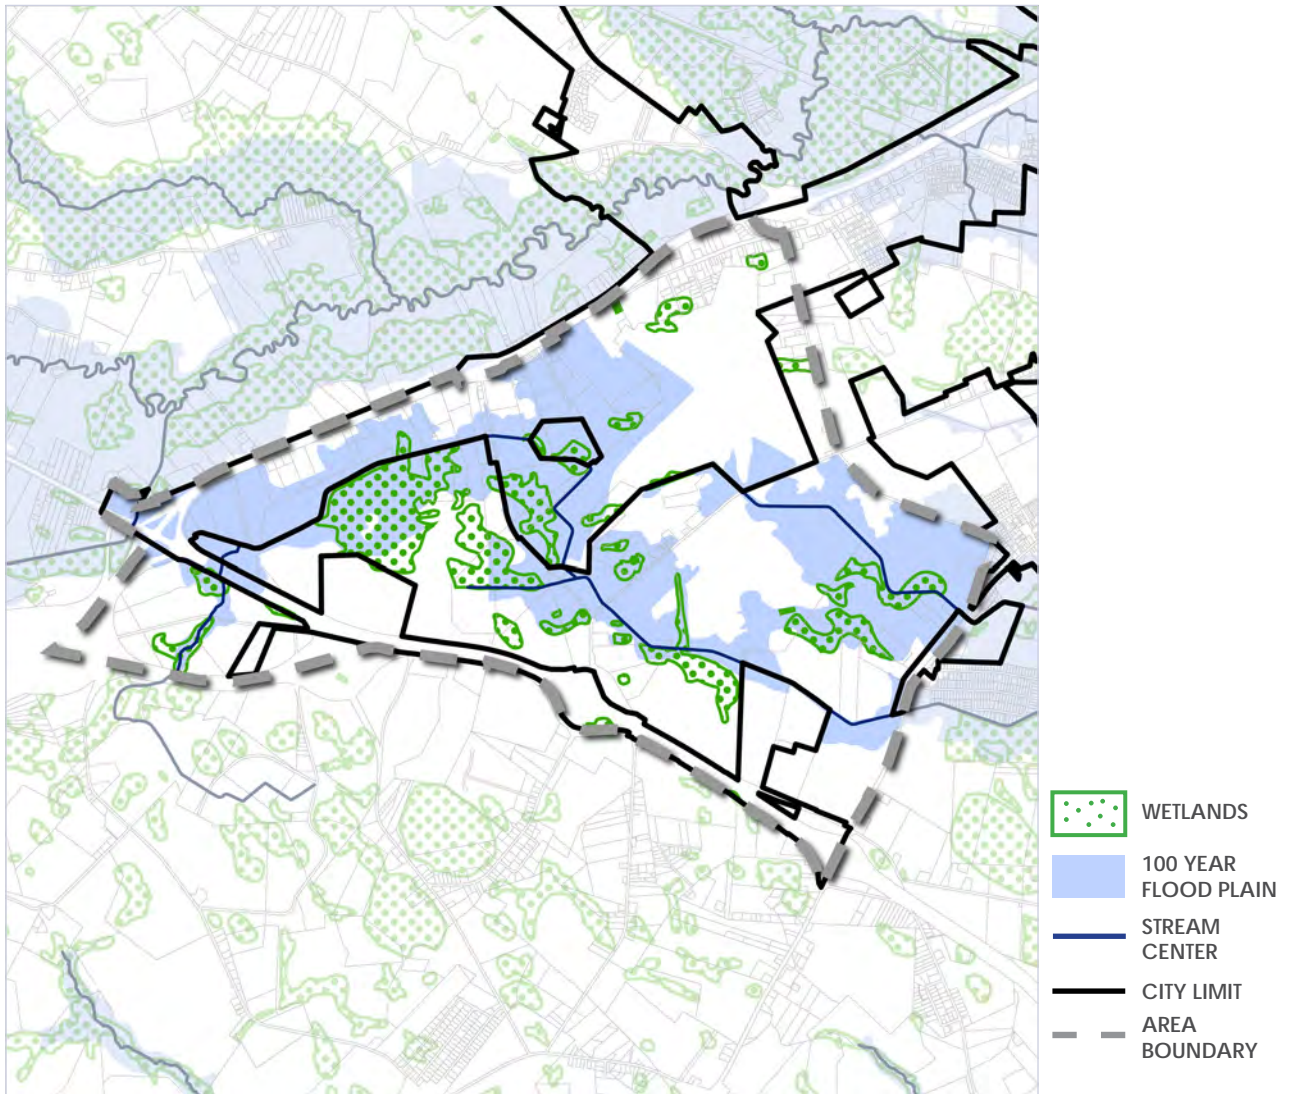 WETLANDS
100 YEAR
FLOOD PLAIN
STREAM
CENTER
CITY LIMIT
AREA
BOUNDARY